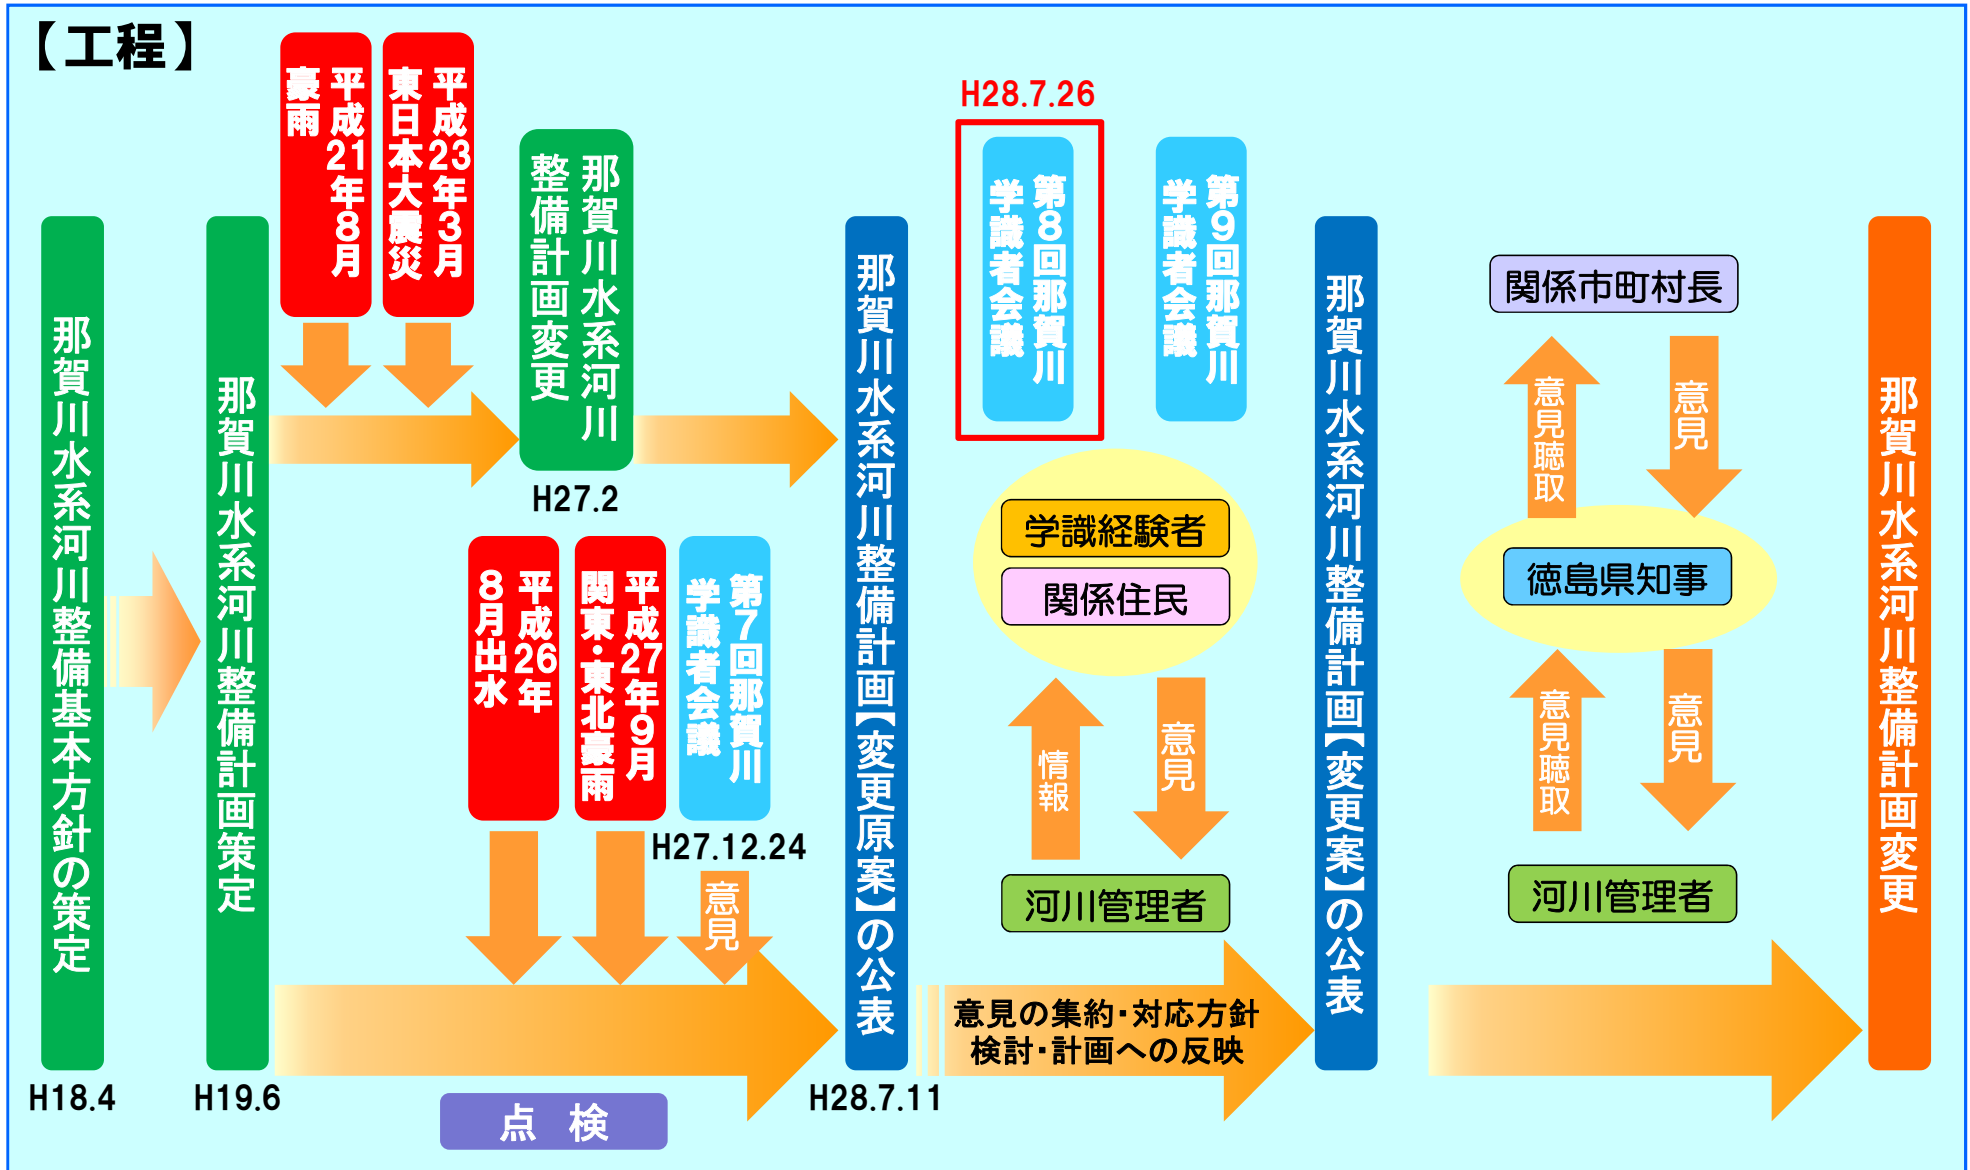 【工程】
那賀川水系河川整備基本方針の策定
H18.4
那賀川水系河川整備計画策定
H19.6
平成21年8月
豪雨
平成23年3月
東日本大震災
那賀川水系河川
整備計画変更
H27.2
平成26年
8月出水
平成27年9月
関東・東北豪雨
第7回那賀川
学識者会議
H27.12.24
意見
点 検
那賀川水系河川整備計画【変更原案】の公表
H28.7.11
H28.7.26
第8回那賀川
学識者会議
第9回那賀川
学識者会議
学識経験者
関係住民
情報
意見
河川管理者
意見の集約・対応方針
検討・計画への反映
那賀川水系河川整備計画【変更案】の公表
関係市町村長
意見聴取
意見
徳島県知事
意見聴取
意見
河川管理者
那賀川水系河川整備計画変更